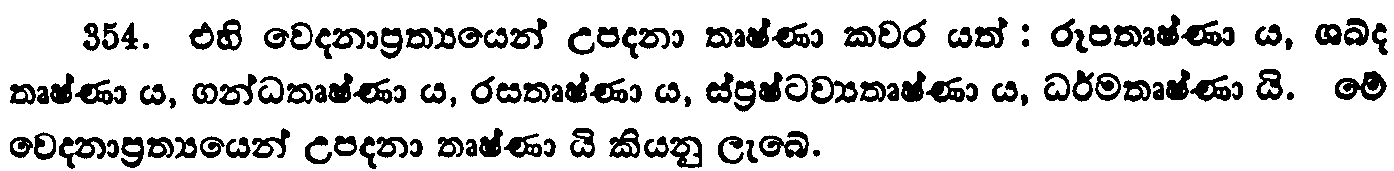 354. එහි වෙදනාප්‍රත්‍යයෙන් උපදනා තෘෂ්ණා කවර යත් : රූපතෘෂ්ණා ය, ශබ්ද
තෘෂ්ණා ය, ගන්ධතෘෂ්ණා ය, රසතෘෂ්ණා ය, ස්ප්‍රෂ්ටව්‍යතෘෂ්ණා ය, ධර්මතෘෂ්ණා යි. මේ
වෙදනාප්‍රත්‍යයෙන් උපදනා තෘෂ්ණා යි කියනු ලැබේ.